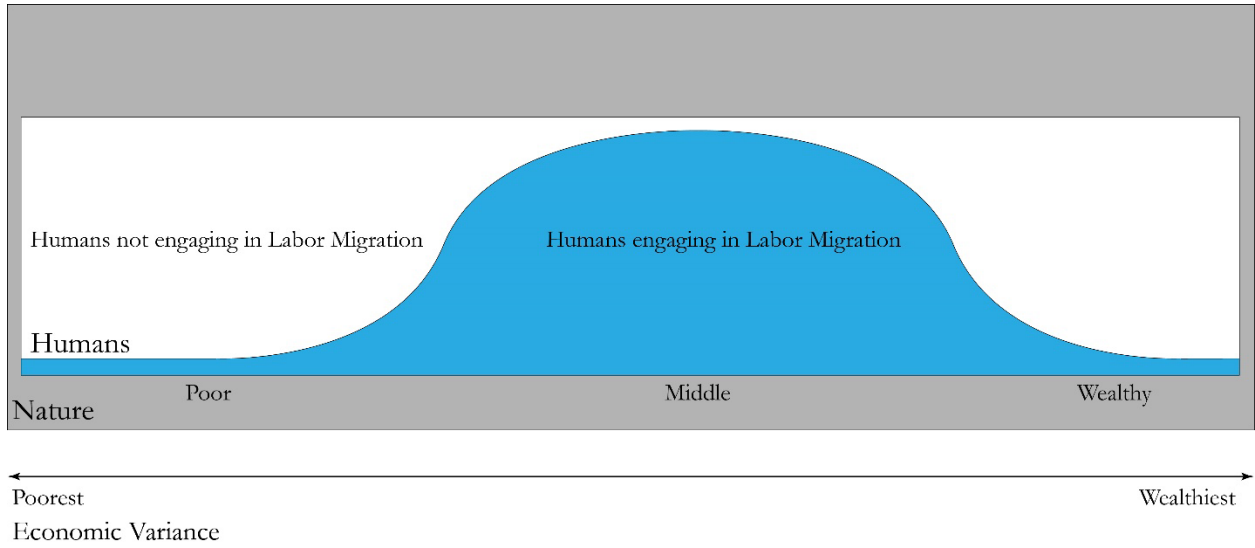 Humans not engaging in Labor Migration
Humans engaging in Labor Migration
Humans
Poor
Middle
Wealthy
Nature
Poorest
Wealthiest
Economic Variance